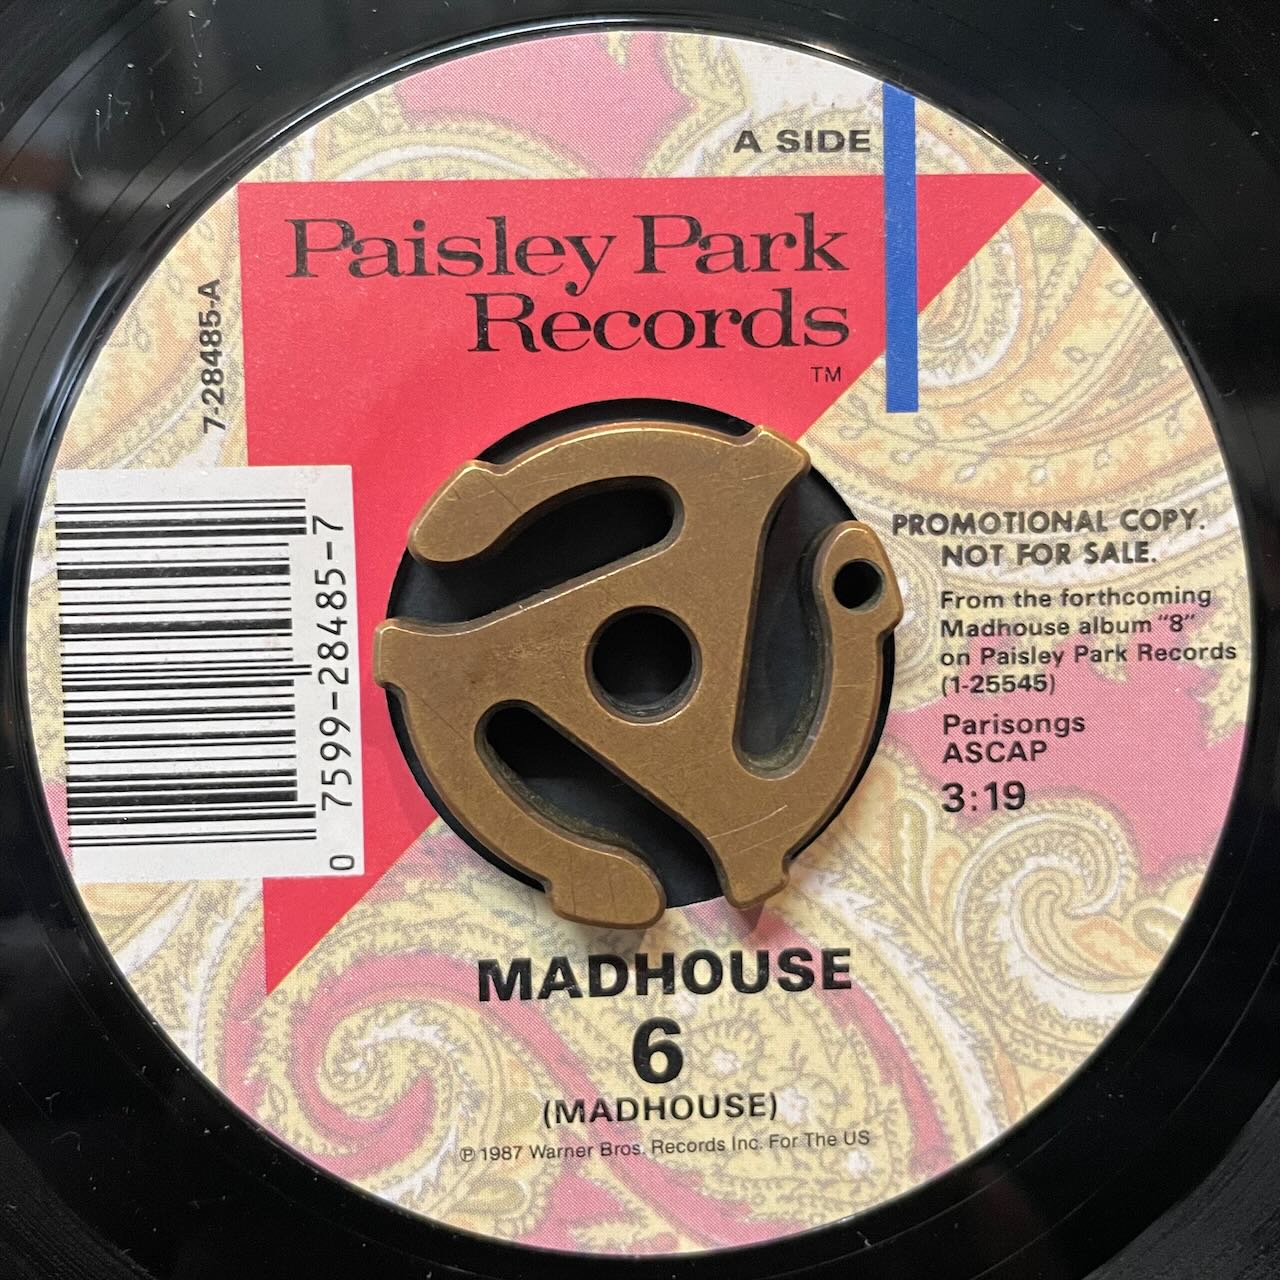 A SIDE
Paisley Park
Records
TM
7-28485-A
0 7599-28485-7
PROMOTIONAL COPY.
NOT FOR SALE.
From the forthcoming
Madhouse album "8"
on Paisley Park Records
(1-25545)
Parisongs
ASCAP
3:19
MADHOUSE
6
(MADHOUSE)
℗ 1987 Warner Bros. Records Inc. For The US